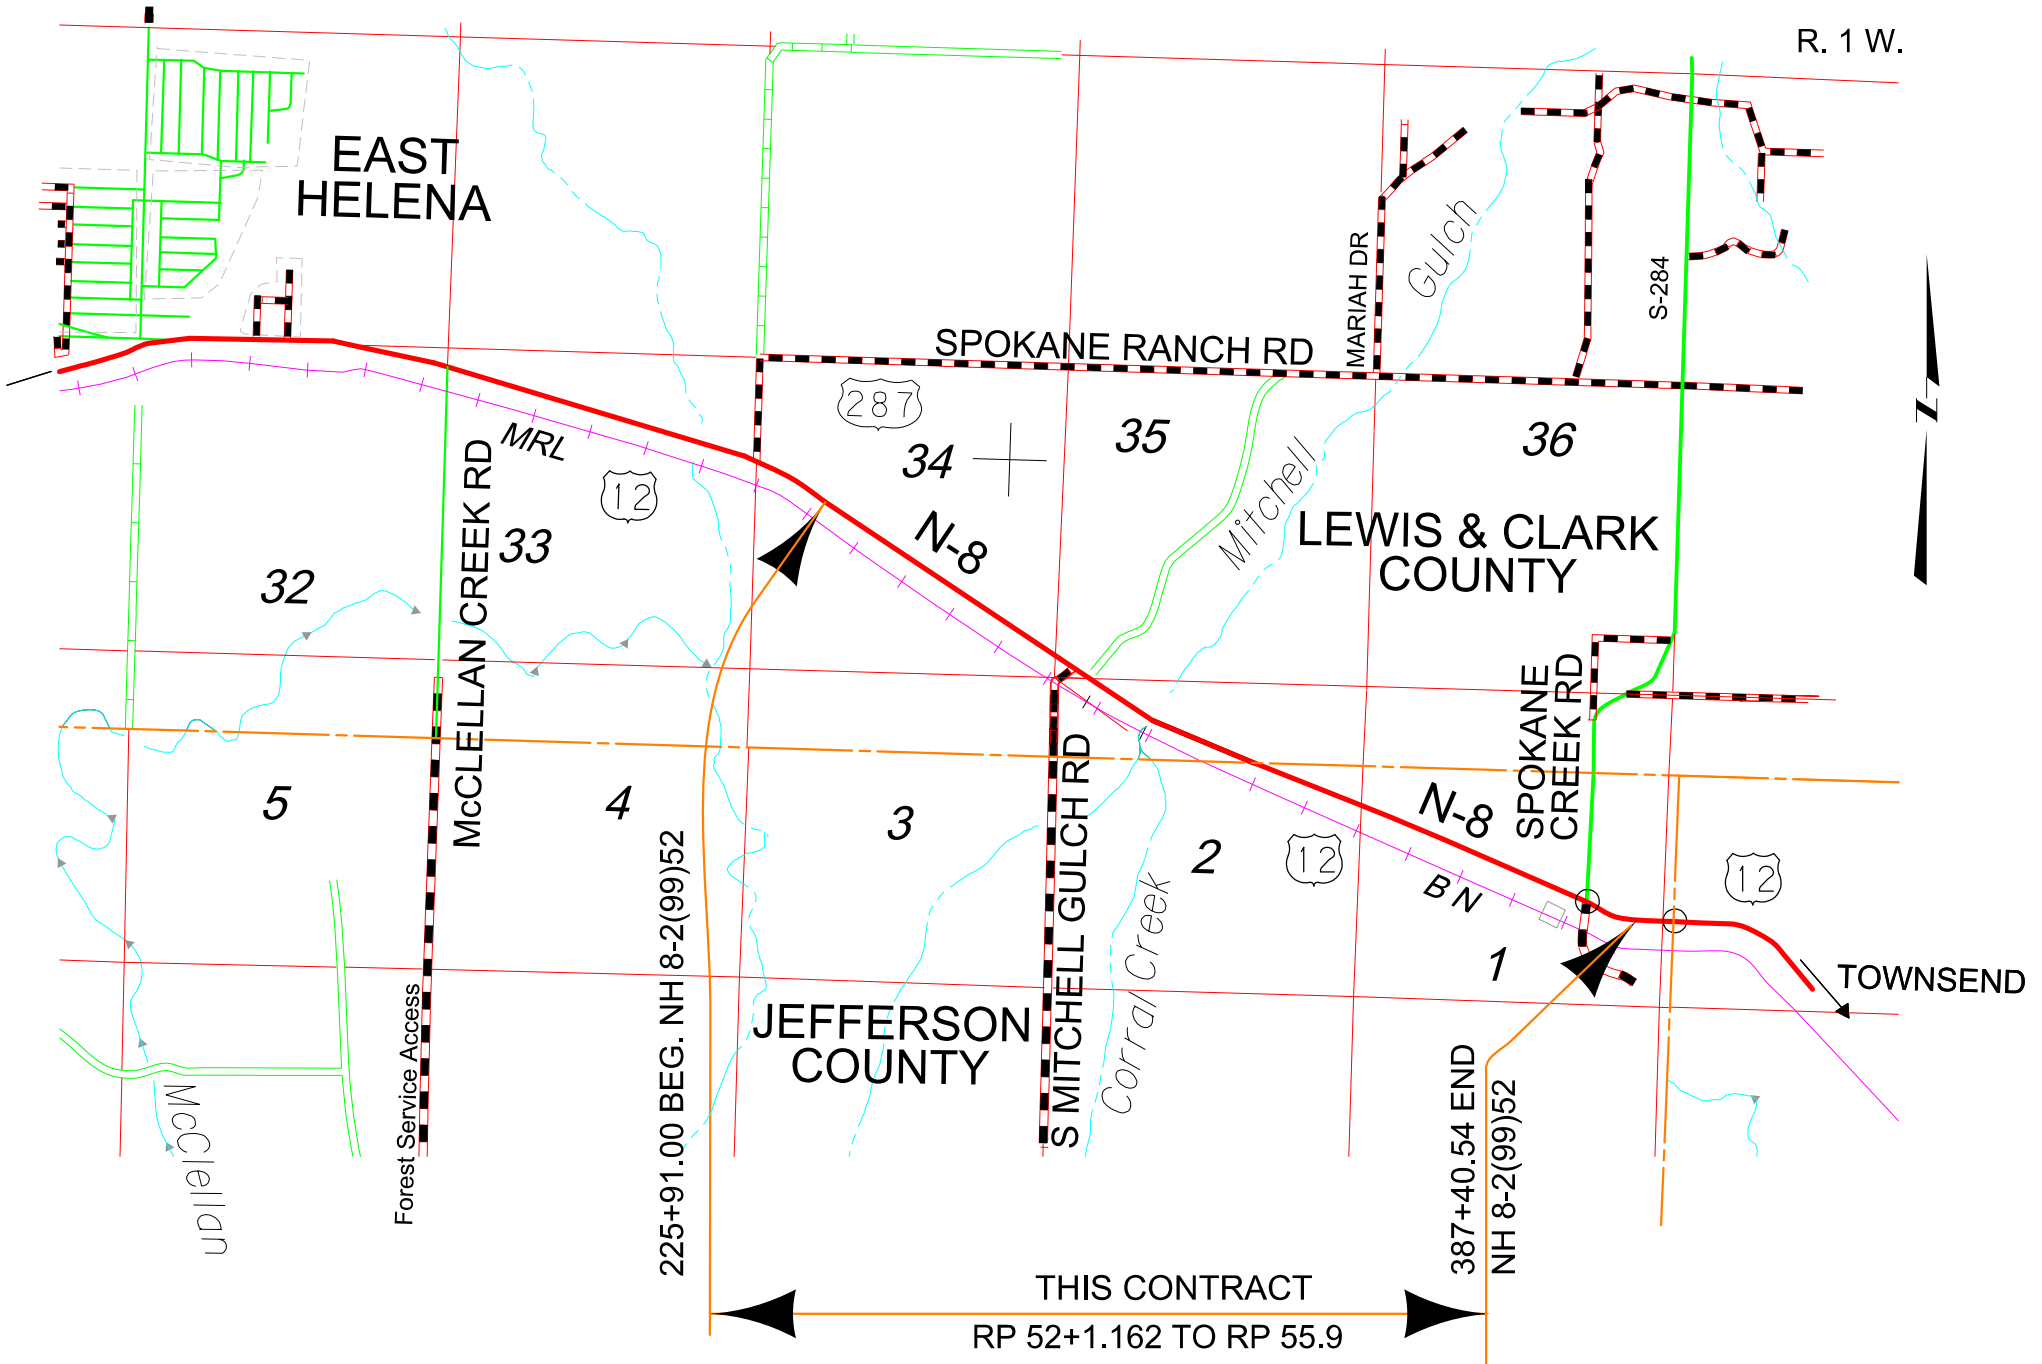 R. 1 W.
EAST
HELENA
Gulch
MARIAH DR
S-284
SPOKANE RANCH RD
287
34
35
36
MRL
12
33
32
McCLELLAN CREEK RD
N-8
Mitchell
LEWIS & CLARK
COUNTY
Z
SPOKANE
CREEK RD
5
4
3
S MITCHELL GULCH RD
2
N-8
12
BN
12
1
Corral Creek
TOWNSEND
JEFFERSON
COUNTY
Forest Service Access
McClellan
225+91.00 BEG. NH 8-2(99)52
387+40.54 END
NH 8-2(99)52
THIS CONTRACT
RP 52+1.162 TO RP 55.9